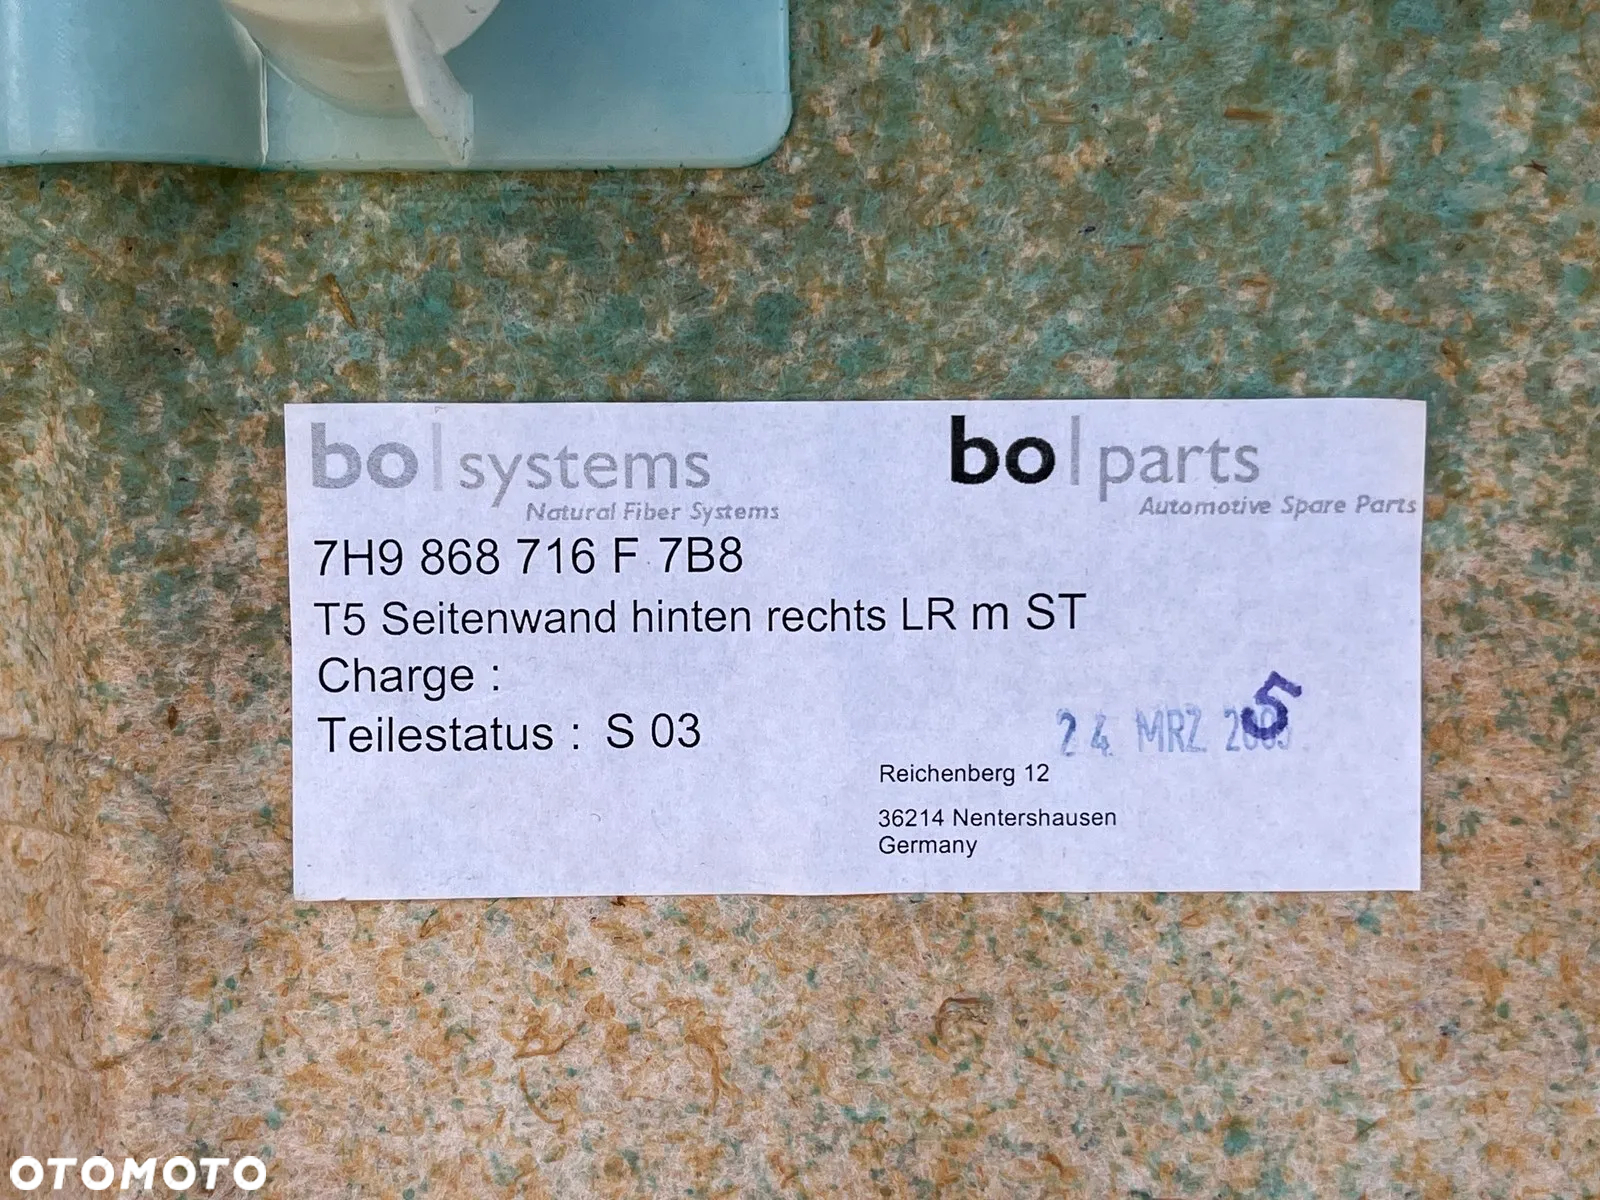 bo|systems
Natural Fiber Systems
bo|parts
Automotive Spare Parts
7H9 868 716 F 7B8
T5 Seitenwand hinten rechts LR m ST
Charge :
Teilestatus : S 03
24 MRZ 
5
Reichenberg 12
36214 Nentershausen
Germany
OTOMOTO